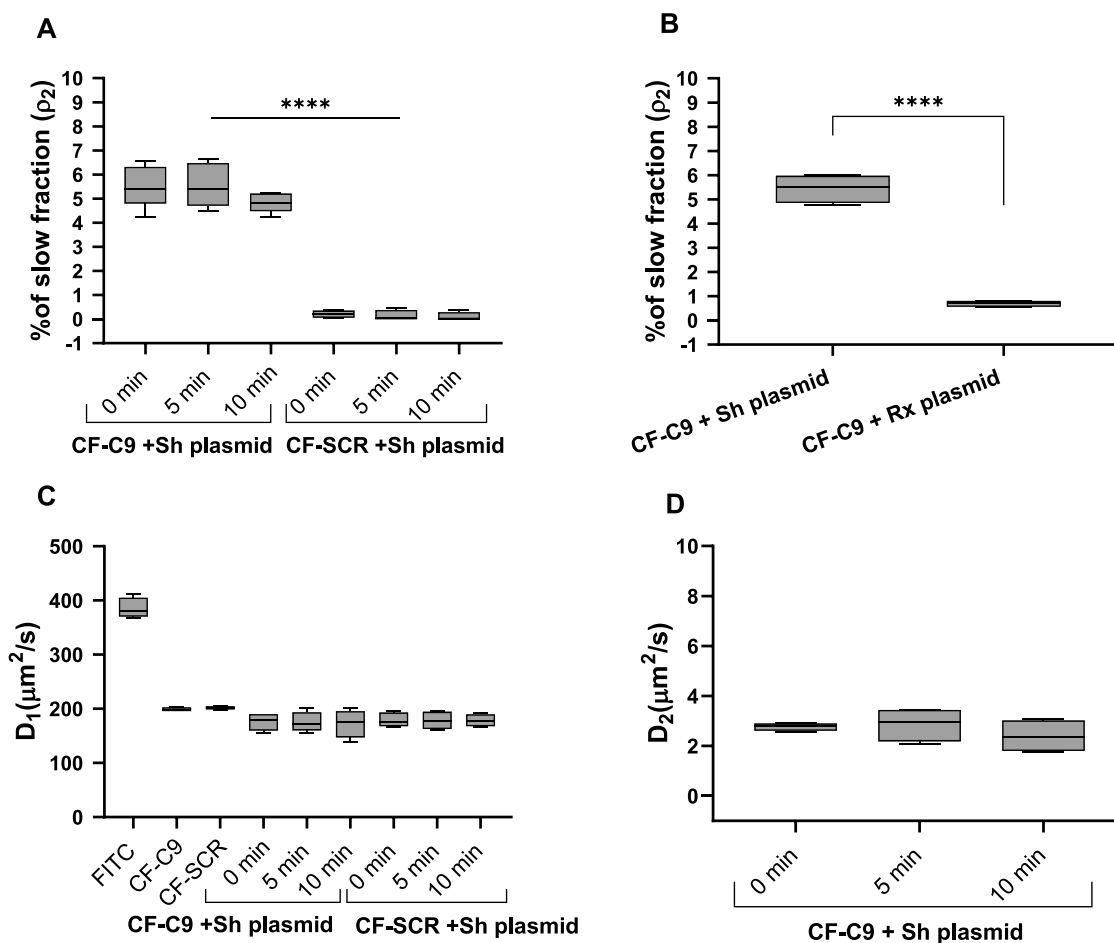 A
%of slow fraction (ρ2)
10
9
8
7
6
5
4
3
2
1
0
-1
****
0 min
5 min
10 min
0 min
5 min
10 min
CF-C9 +Sh plasmid
CF-SCR +Sh plasmid
B
%of slow fraction (ρ2)
10
9
8
7
6
5
4
3
2
1
0
-1
****
CF-C9 + Sh plasmid
CF-C9 + Rx plasmid
C
D1(μm²/s)
500
400
300
200
100
0
FITC
CF-C9
CF-SCR
0 min
5 min
10 min
0 min
5 min
10 min
CF-C9 +Sh plasmid
CF-SCR +Sh plasmid
D
D2(μm²/s)
10
8
6
4
2
0
0 min
5 min
10 min
CF-C9 + Sh plasmid